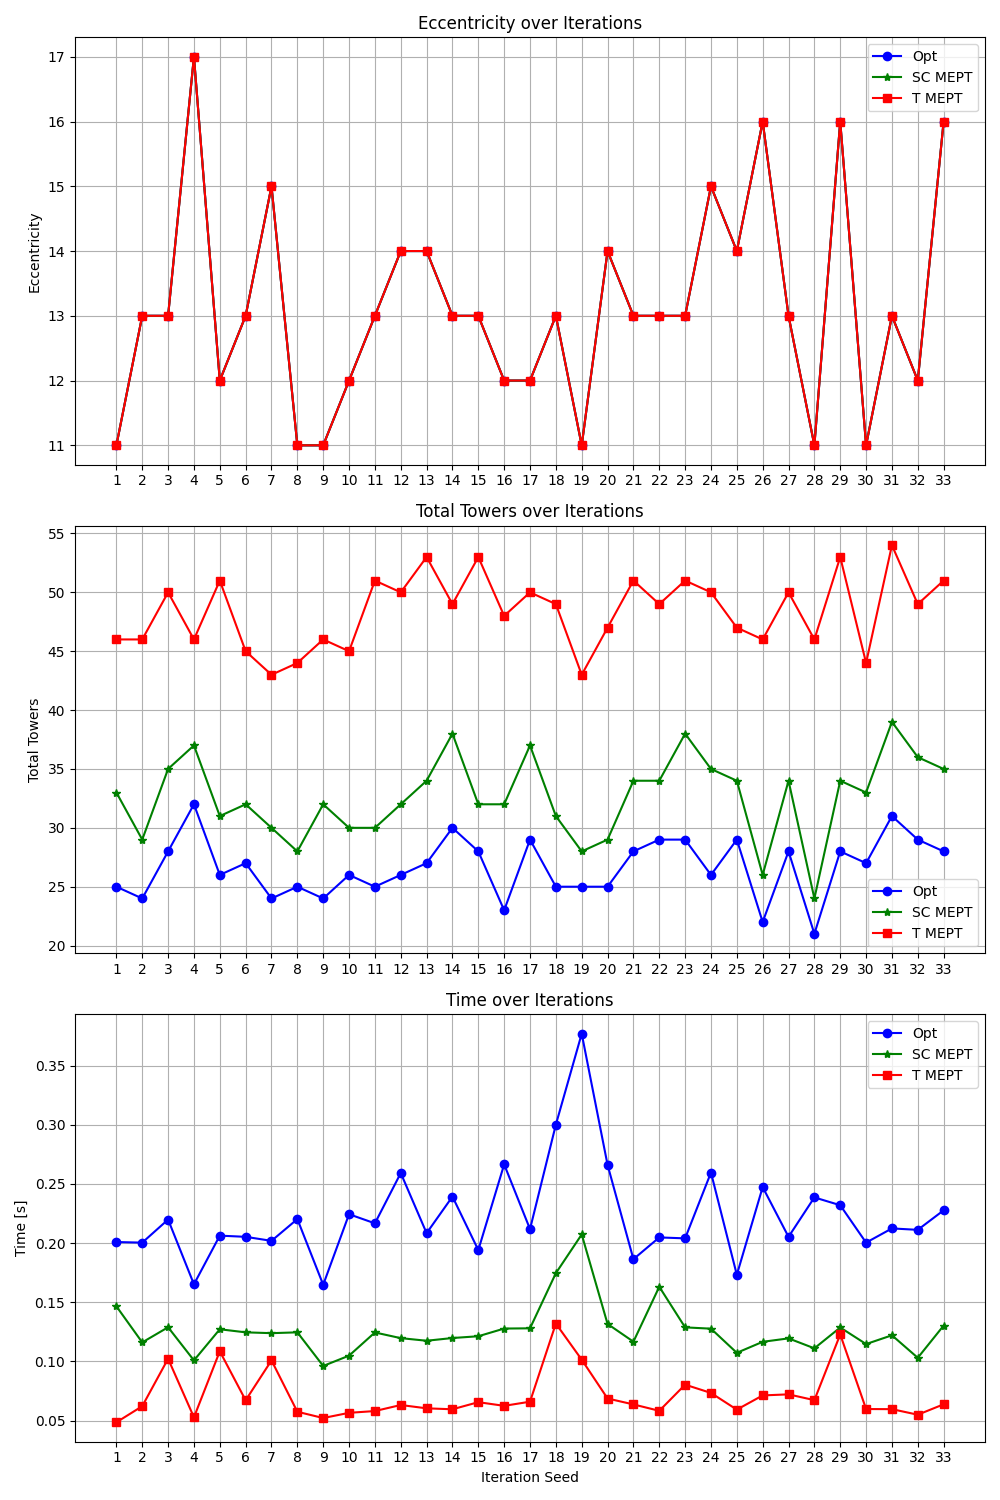 Eccentricity over Iterations
Eccentricity
17
16
15
14
13
12
11
Opt
SC MEPT
T MEPT
1 2 3 4 5 6 7 8 9 10 11 12 13 14 15 16 17 18 19 20 21 22 23 24 25 26 27 28 29 30 31 32 33
Total Towers over Iterations
Total Towers
55
50
45
40
35
30
25
20
Opt
SC MEPT
T MEPT
1 2 3 4 5 6 7 8 9 10 11 12 13 14 15 16 17 18 19 20 21 22 23 24 25 26 27 28 29 30 31 32 33
Time over Iterations
Time [s]
0.35
0.30
0.25
0.20
0.15
0.10
0.05
Opt
SC MEPT
T MEPT
1 2 3 4 5 6 7 8 9 10 11 12 13 14 15 16 17 18 19 20 21 22 23 24 25 26 27 28 29 30 31 32 33
Iteration Seed